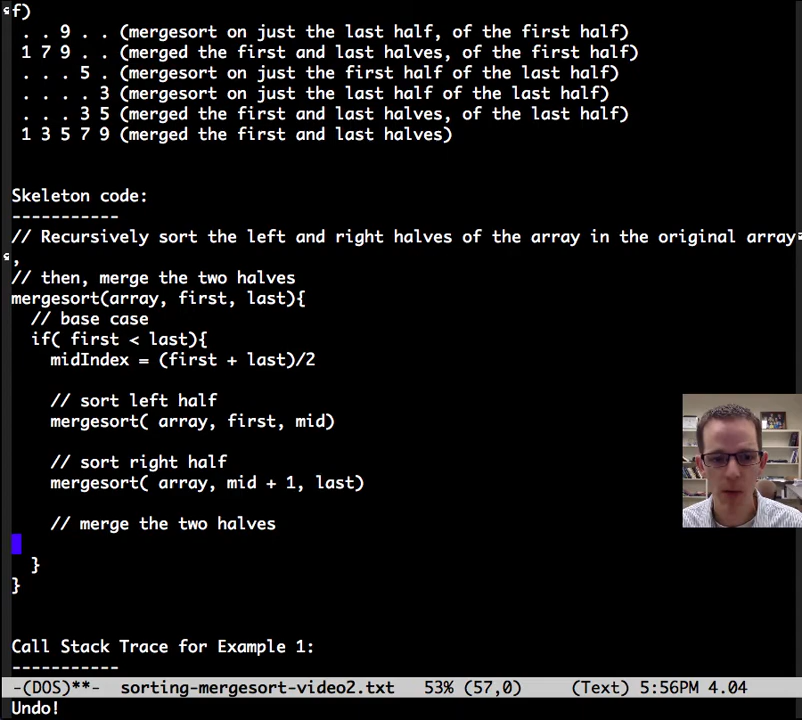 f)
. . 9 . . (mergesort on just the last half, of the first half)
1 7 9 . . (merged the first and last halves, of the first half)
. . . 5 . (mergesort on just the first half of the last half)
. . . . 3 (mergesort on just the last half of the last half)
. . . 3 5 (merged the first and last halves, of the last half)
1 3 5 7 9 (merged the first and last halves)
Skeleton code:
-----------
// Recursively sort the left and right halves of the array in the original array
,
// then, merge the two halves
mergesort(array, first, last){
// base case
if( first < last){
midIndex = (first + last)/2
// sort left half
mergesort( array, first, mid)
// sort right half
mergesort( array, mid + 1, last)
// merge the two halves
}
}
Call Stack Trace for Example 1:
-----------
-(DOS)**- sorting-mergesort-video2.txt 53% (57,0) (Text) 5:56PM 4.04
Undo!